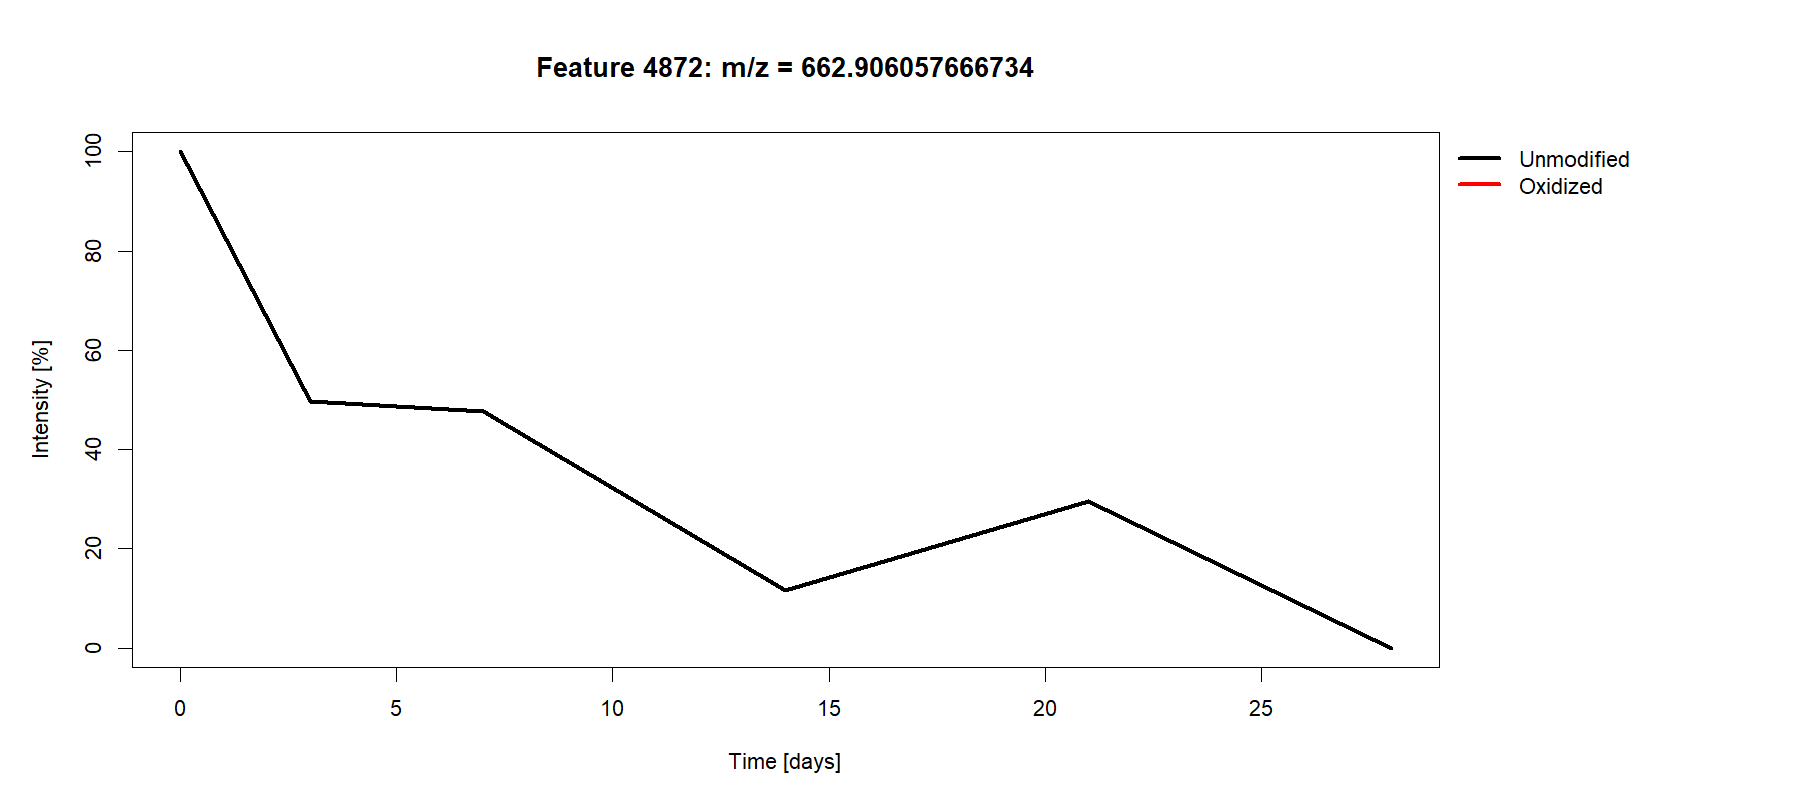 Feature 4872: m/z = 662.906057666734
Unmodified
Oxidized
Intensity [%]
100
80
60
40
20
0
0 5 10 15 20 25
Time [days]